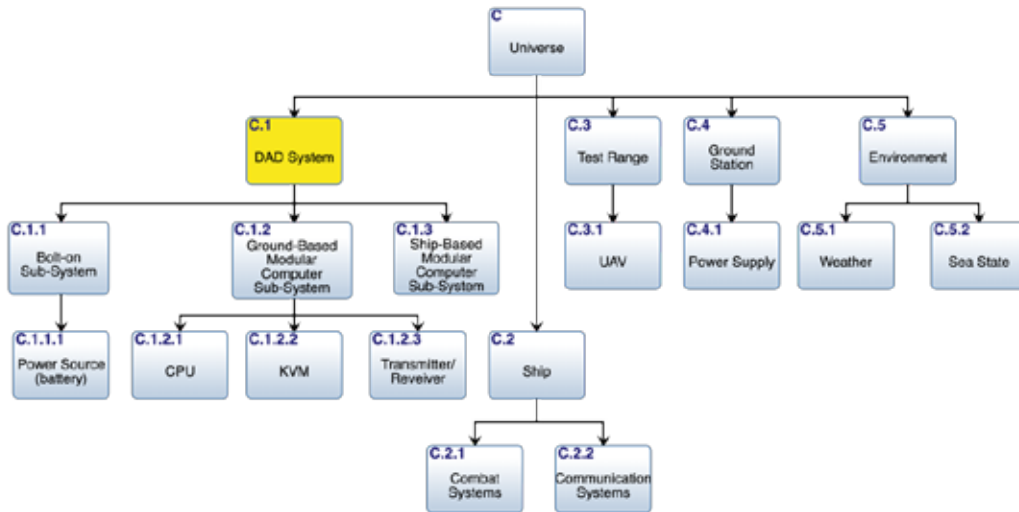 C
Universe
C.1
DAD System
C.3
Test Range
C.4
Ground
Station
C.5
Environment
C.1.1
Bolt-on
Sub-System
C.1.2
Ground-Based
Modular
Computer
Sub-System
C.1.3
Ship-Based
Modular
Computer
Sub-System
C.3.1
UAV
C.4.1
Power Supply
C.5.1
Weather
C.5.2
Sea State
C.1.1.1
Power Source
(battery)
C.1.2.1
CPU
C.1.2.2
KVM
C.1.2.3
Transmitter/
Reveiver
C.2
Ship
C.2.1
Combat
Systems
C.2.2
Communication
Systems